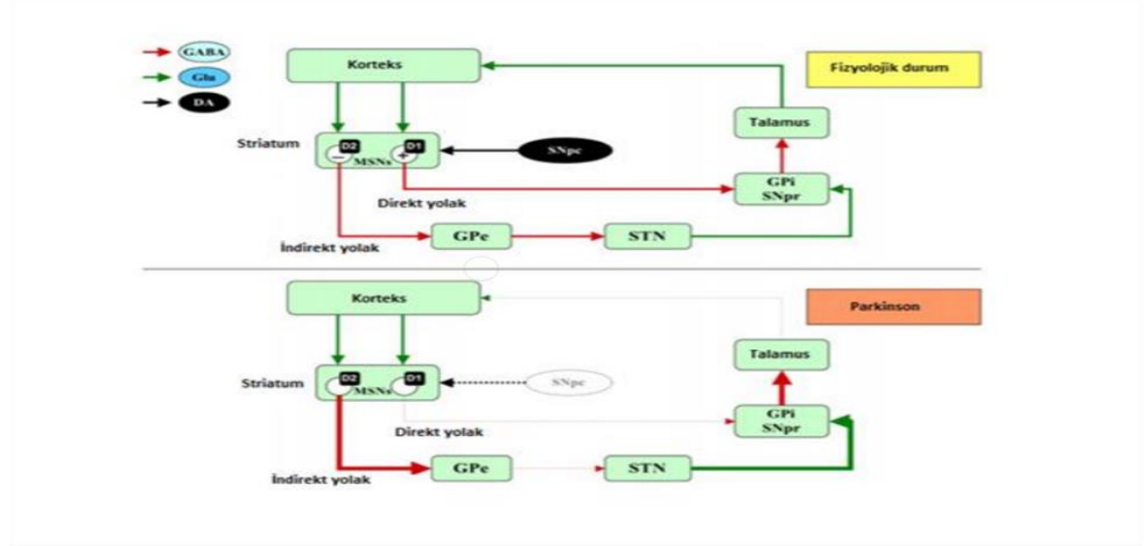 GABA
Glu
DA
Korteks
Fizyolojik durum
Talamus
Striatum
D2
D1
MSNs
SNpc
GPi
SNpr
Direkt yolak
GPe
STN
İndirekt yolak
Korteks
Parkinson
Talamus
Striatum
D2
D1
MSNs
SNpc
GPi
SNpr
Direkt yolak
GPe
STN
İndirekt yolak